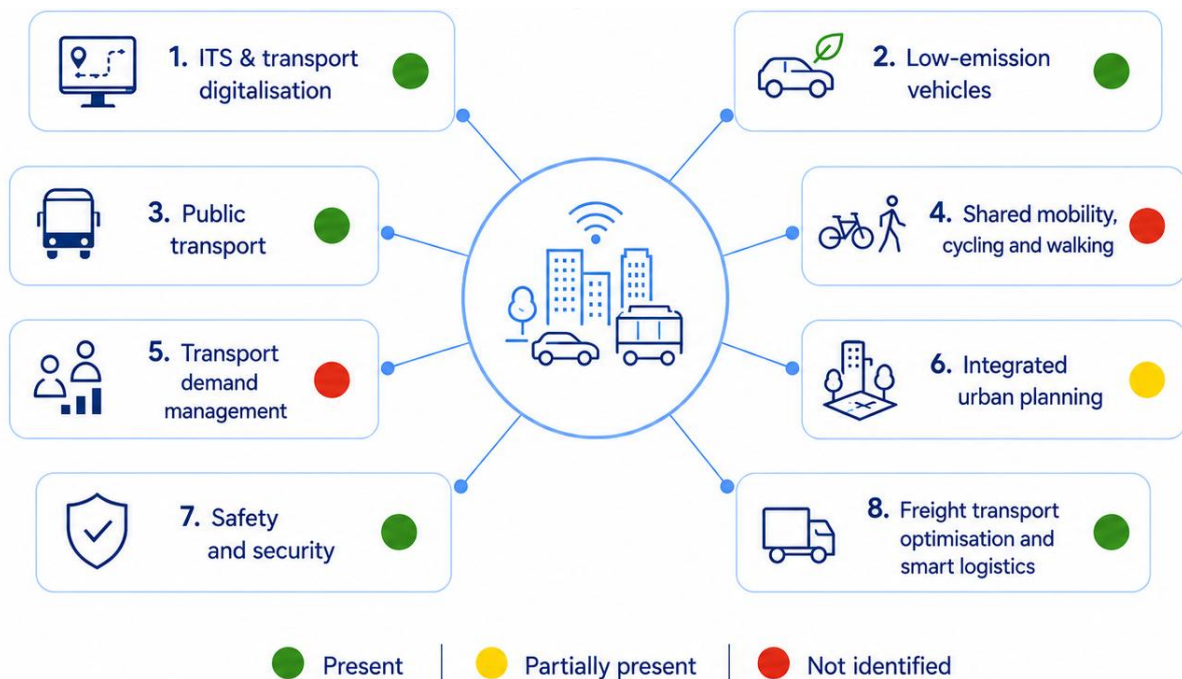 1. ITS & transport
digitalisation
2. Low-emission
vehicles
3. Public
transport
4. Shared mobility,
cycling and walking
5. Transport
demand
management
6. Integrated
urban planning
7. Safety
and security
8. Freight transport
optimisation and
smart logistics
Present
Partially present
Not identified